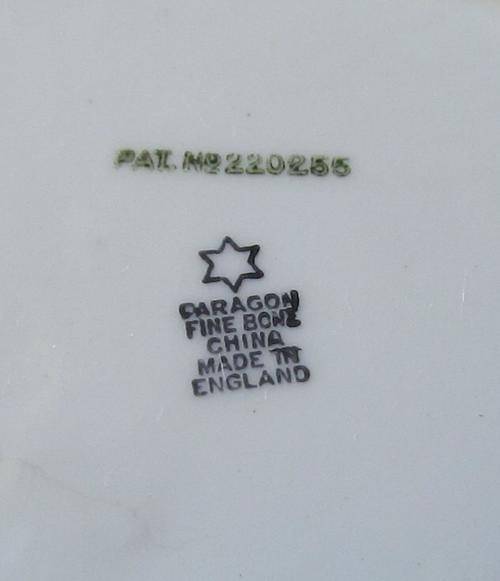 PAT. No 220255
PARAGON
FINE BONE
CHINA
MADE IN
ENGLAND